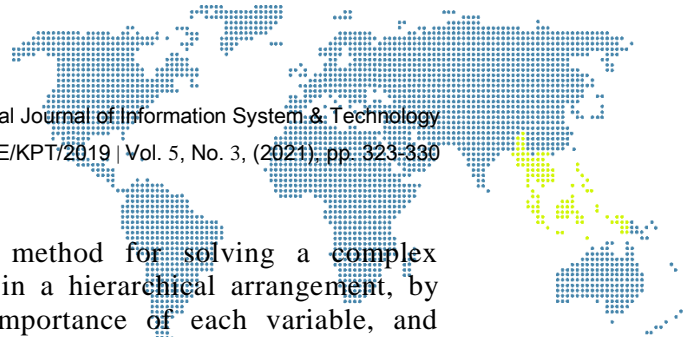 al Journal of Information System & Technology
E/KPT/2019 | Vol. 5, No. 3, (2021), pp. 323-330
method for solving a complex
in a hierarchical arrangement, by
mportance of each variable, and